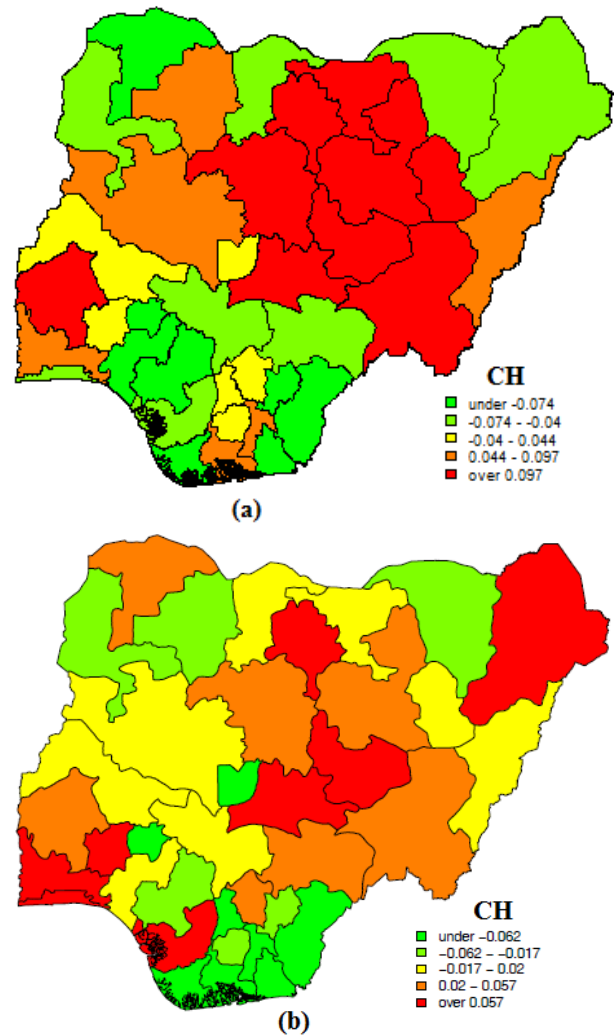 CH
under -0.074
-0.074 - -0.04
-0.04 - 0.044
0.044 - 0.097
over 0.097
(a)
CH
under -0.062
-0.062 - -0.017
-0.017 - 0.02
0.02 - 0.057
over 0.057
(b)